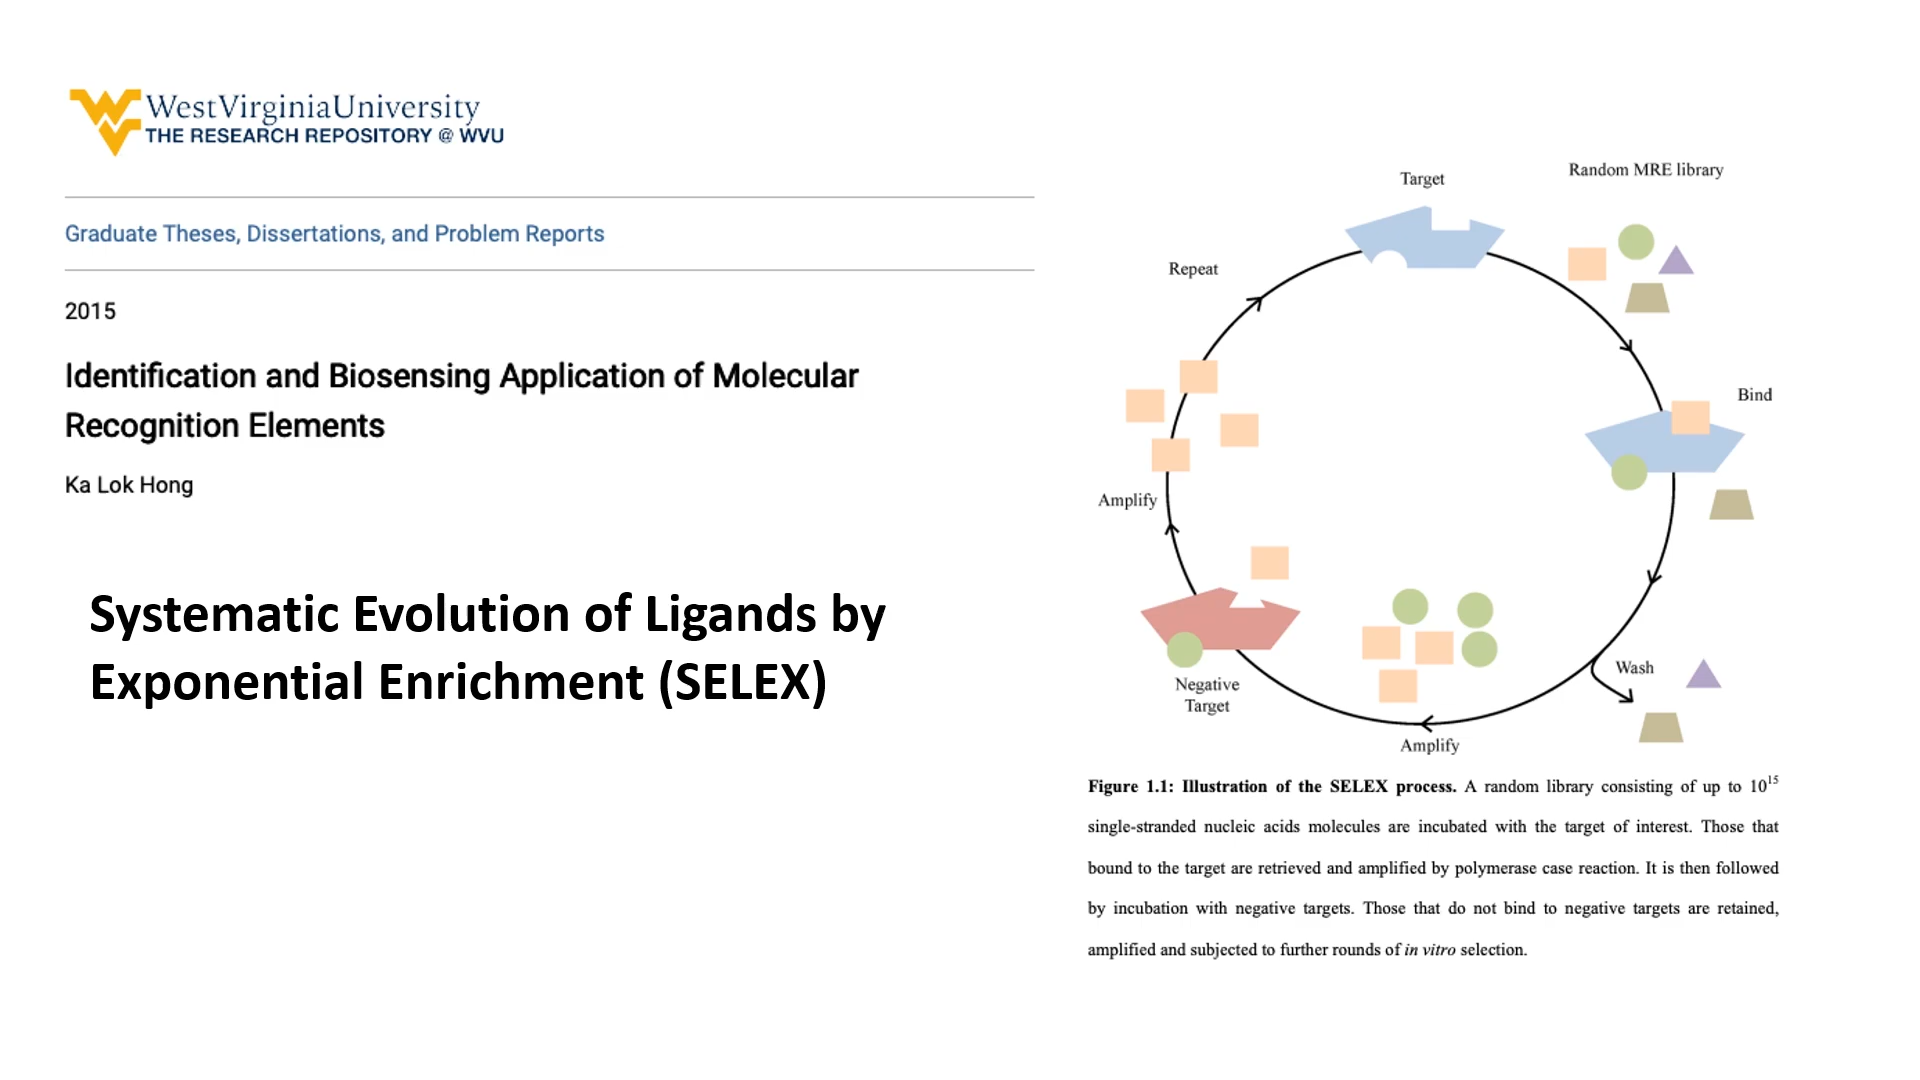 WestVirginiaUniversity
THE RESEARCH REPOSITORY @ WVU
Graduate Theses, Dissertations, and Problem Reports
2015
Identification and Biosensing Application of Molecular
Recognition Elements
Ka Lok Hong
Systematic Evolution of Ligands by
Exponential Enrichment (SELEX)
Target
Random MRE library
Repeat
Bind
Amplify
Wash
Negative
Target
Amplify
Figure 1.1: Illustration of the SELEX process. A random library consisting of up to 10¹⁵
single-stranded nucleic acids molecules are incubated with the target of interest. Those that
bound to the target are retrieved and amplified by polymerase case reaction. It is then followed
by incubation with negative targets. Those that do not bind to negative targets are retained,
amplified and subjected to further rounds of in vitro selection.